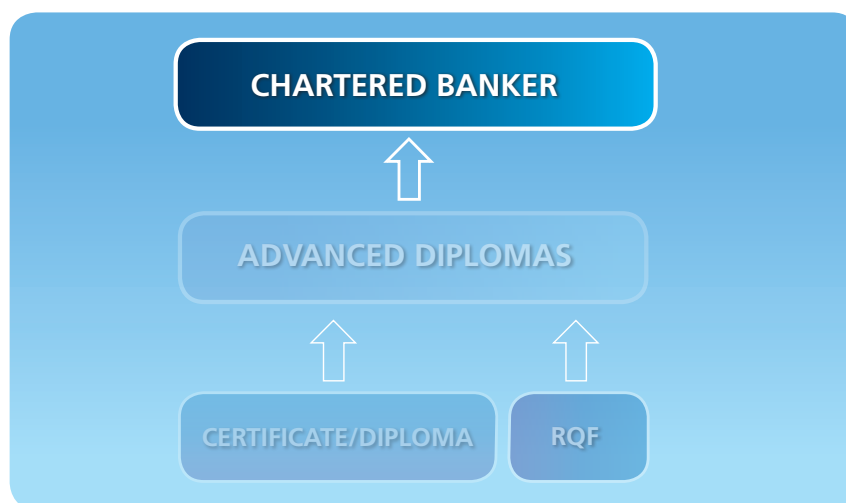 CHARTERED BANKER
ADVANCED DIPLOMAS
CERTIFICATE/DIPLOMA
RQF